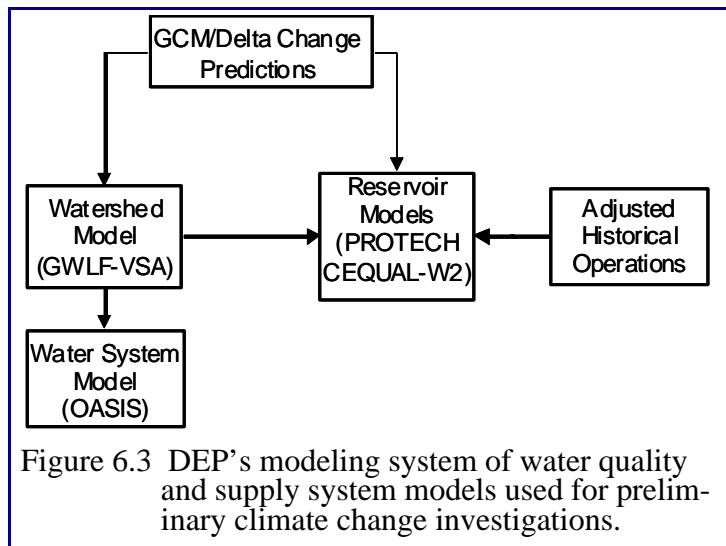 GCM/Delta Change
Predictions
Watershed
Model
(GWLF-VSA)
Reservoir
Models
(PROTECH
CEQUAL-W2)
Adjusted
Historical
Operations
Water System
Model
(OASIS)
Figure 6.3 DEP's modeling system of water quality
and supply system models used for prelim-
inary climate change investigations.